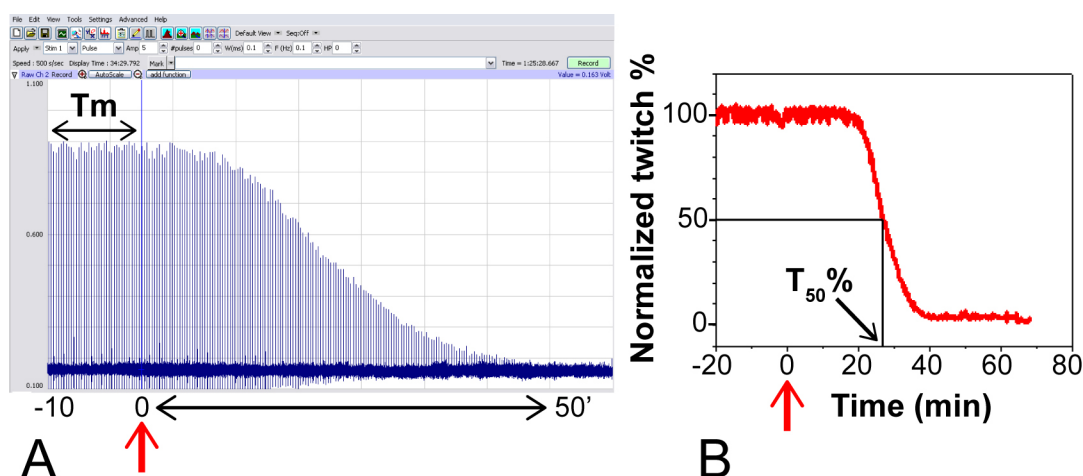 File Edit View Tools Settings Advanced Help
Default View Seq:Off
Apply Stim 1 Pulse Amp 5 #pulses 0 W(ms) 0.1 F (Hz) 0.1 HP 0
Speed : 500 s/sec Display Time : 34:29.792 Mark Time = 1:25:28.667 Record
Raw Ch 2 Record AutoScale add function Value = 0.163 Volt
1.100
Tm
0.600
0.100
-10 0 50'
A
Normalized twitch %
100
50
0
T50%
-20 0 20 40 60 80
Time (min)
B